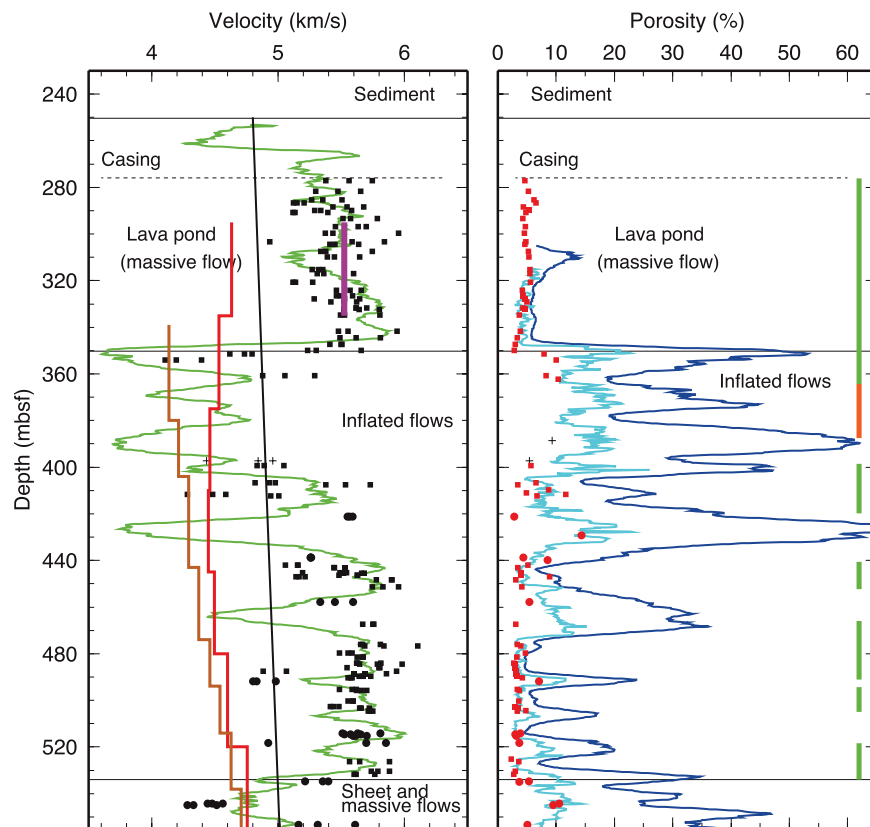 Velocity (km/s)
Porosity (%)
4 5 6
0 10 20 30 40 50 60
Depth (mbsf)
240
280
320
360
400
440
480
520
Sediment
Casing
Lava pond
(massive flow)
Inflated flows
Sheet and
massive flows
Sediment
Casing
Lava pond
(massive flow)
Inflated flows